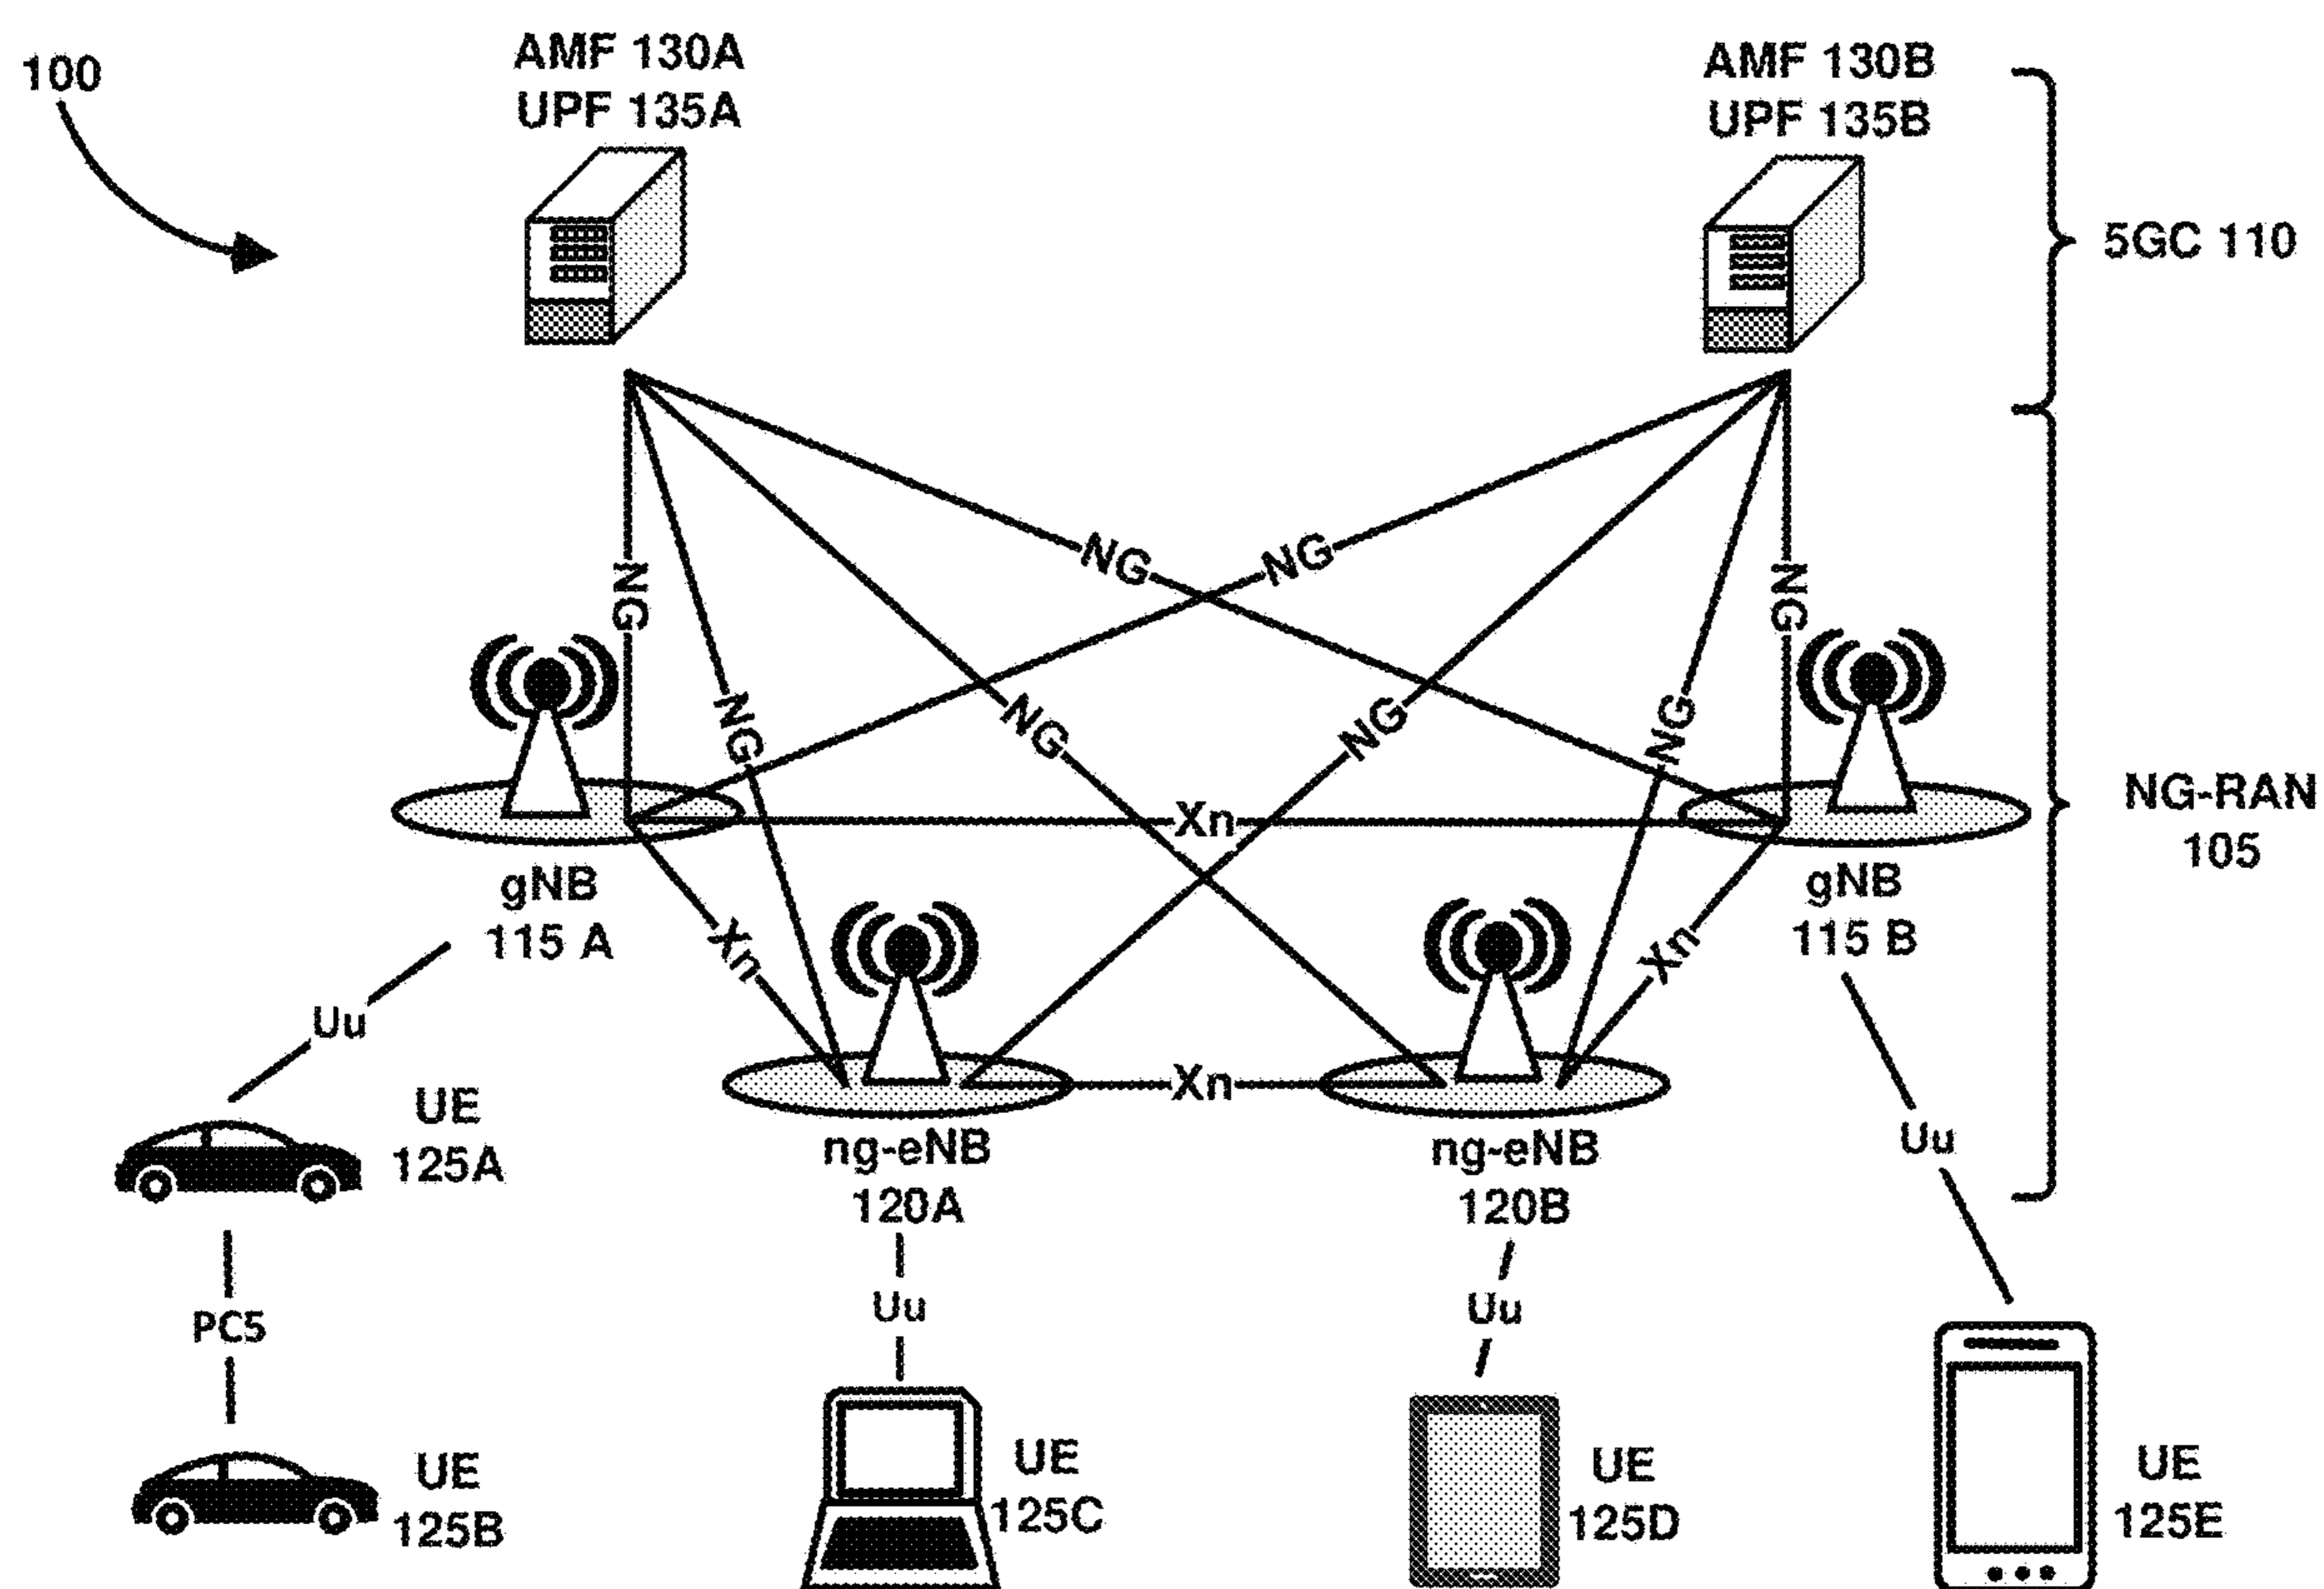 100
AMF 130A
UPF 135A
AMF 130B
UPF 135B
5GC 110
NG
NG
NG
NG
NG
NG
NG
NG
NG-RAN
105
Xn
gNB
115 A
gNB
115 B
Xn
Xn
Uu
Xn
UE
125A
ng-eNB
120A
ng-eNB
120B
Uu
PC5
Uu
Uu
UE
125B
UE
125C
UE
125D
UE
125E